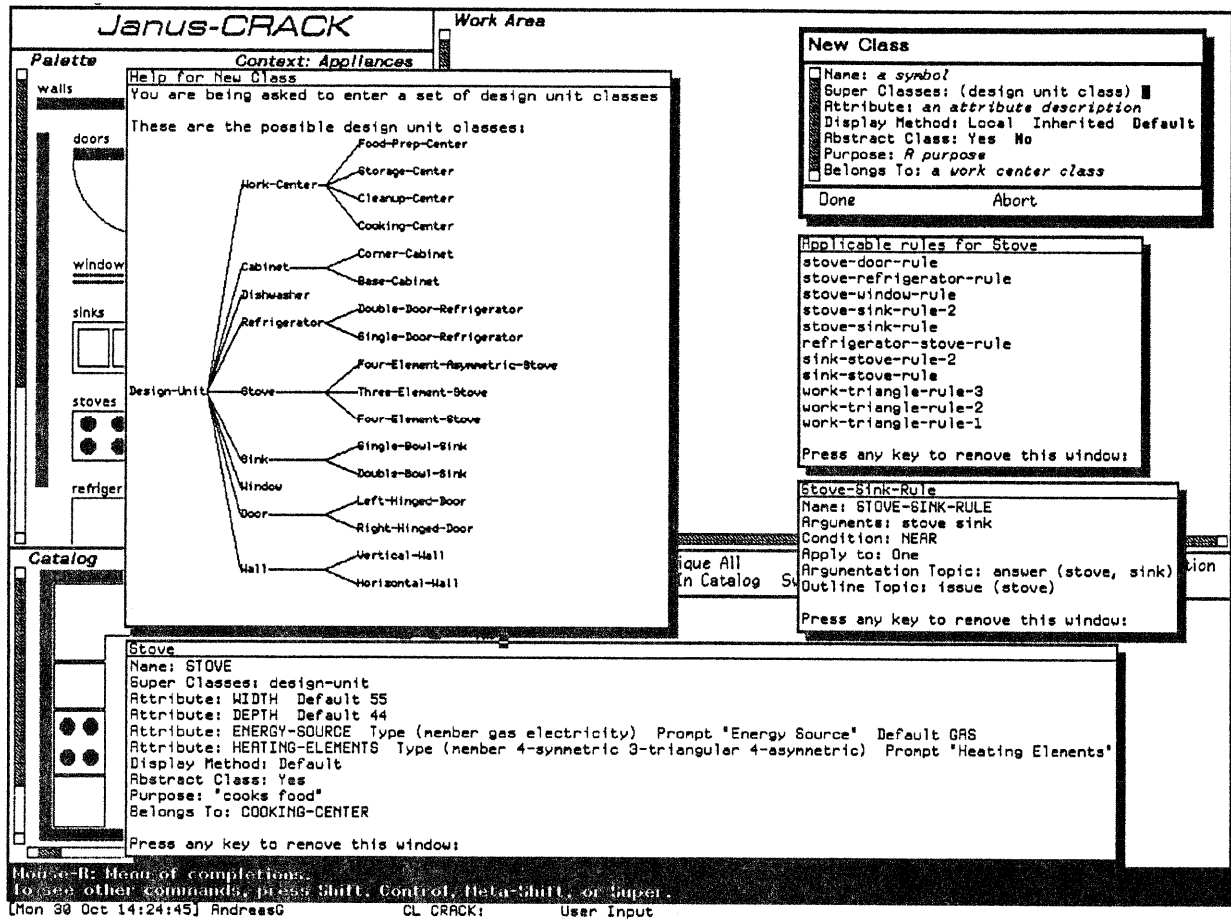 Janus-CRACK
Work Area
Palette
Context: Appliances
walls
doors
window
sinks
stoves
refriger
Help for New Class
You are being asked to enter a set of design unit classes
These are the possible design unit classes:
Food-Prep-Center
Storage-Center
Work-Center
Cleanup-Center
Cooking-Center
Corner-Cabinet
Cabinet
Base-Cabinet
Dishwasher
Double-Door-Refrigerator
Refrigerator
Single-Door-Refrigerator
Four-Element-Asymmetric-Stove
Design-Unit
Stove
Three-Element-Stove
Four-Element-Stove
Single-Bowl-Sink
Sink
Double-Bowl-Sink
Window
Left-Hinged-Door
Door
Right-Hinged-Door
Vertical-Wall
Wall
Horizontal-Wall
New Class
Name: a symbol
Super Classes: (design unit class)
Attribute: an attribute description
Display Method: Local Inherited Default
Abstract Class: Yes No
Purpose: A purpose
Belongs To: a work center class
Done Abort
Applicable rules for Stove
stove-door-rule
stove-refrigerator-rule
stove-window-rule
stove-sink-rule-2
stove-sink-rule
refrigerator-stove-rule
sink-stove-rule-2
sink-stove-rule
work-triangle-rule-3
work-triangle-rule-2
work-triangle-rule-1
Press any key to remove this window:
Stove-Sink-Rule
Name: STOVE-SINK-RULE
Arguments: stove sink
Condition: NEAR
Apply to: One
Argumentation Topic: answer (stove, sink)
Outline Topic: issue (stove)
Press any key to remove this window:
Catalog
ique All
In Catalog Sw
tion
Stove
Name: STOVE
Super Classes: design-unit
Attribute: WIDTH Default 55
Attribute: DEPTH Default 44
Attribute: ENERGY-SOURCE Type (member gas electricity) Prompt "Energy Source" Default GAS
Attribute: HEATING-ELEMENTS Type (member 4-symmetric 3-triangular 4-asymmetric) Prompt "Heating Elements"
Display Method: Default
Abstract Class: Yes
Purpose: "cooks food"
Belongs To: COOKING-CENTER
Press any key to remove this window:
Mouse-R: Menu of completions.
To see other commands, press Shift, Control, Meta-Shift, or Super.
[Mon 30 Oct 14:24:45] AndreasG CL CRACK: User Input